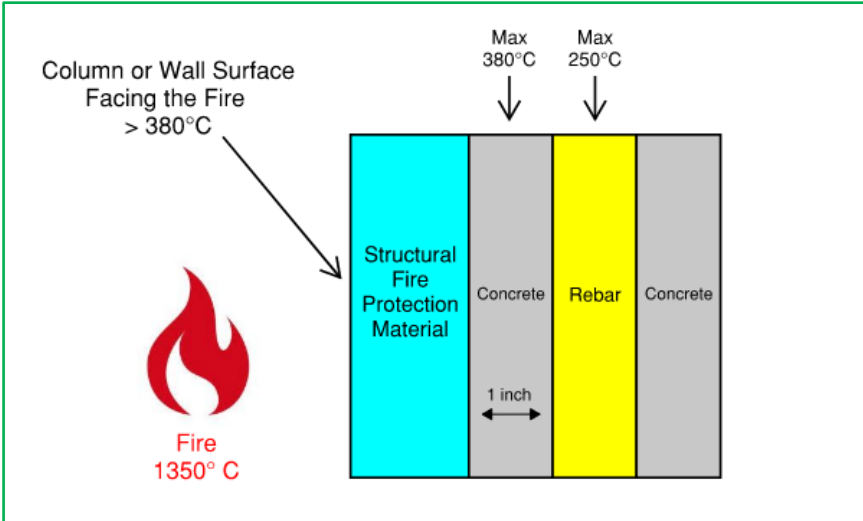 Column or Wall Surface
Facing the Fire
> 380°C
Max
380°C
Max
250°C
Structural
Fire
Protection
Material
Concrete
Rebar
Concrete
1 inch
Fire
1350° C